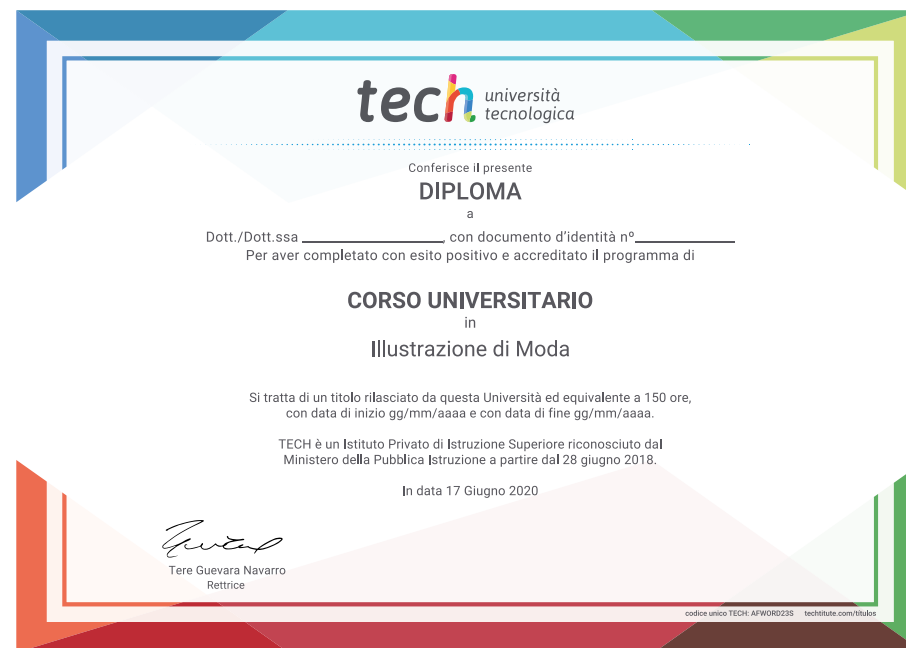 tech università
tecnologica
Conferisce il presente
DIPLOMA
a
Dott./Dott.ssa ____________________, con documento d'identità nº______________
Per aver completato con esito positivo e accreditato il programma di
CORSO UNIVERSITARIO
in
Illustrazione di Moda
Si tratta di un titolo rilasciato da questa Università ed equivalente a 150 ore,
con data di inizio gg/mm/aaaa e con data di fine gg/mm/aaaa.
TECH è un Istituto Privato di Istruzione Superiore riconosciuto dal
Ministero della Pubblica Istruzione a partire dal 28 giugno 2018.
In data 17 Giugno 2020
Tere Guevara Navarro
Rettrice
codice unico TECH: AFWORD23S techtitute.com/títulos